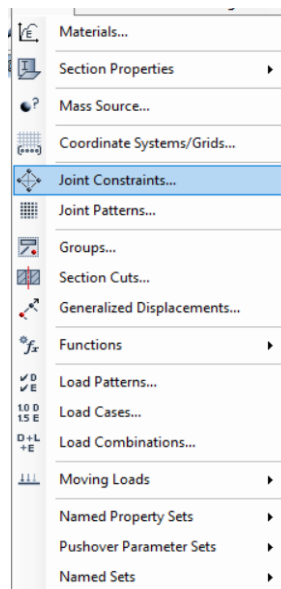 Materials...
Section Properties
Mass Source...
Coordinate Systems/Grids...
Joint Constraints...
Joint Patterns...
Groups...
Section Cuts...
Generalized Displacements...
Functions
Load Patterns...
Load Cases...
Load Combinations...
Moving Loads
Named Property Sets
Pushover Parameter Sets
Named Sets